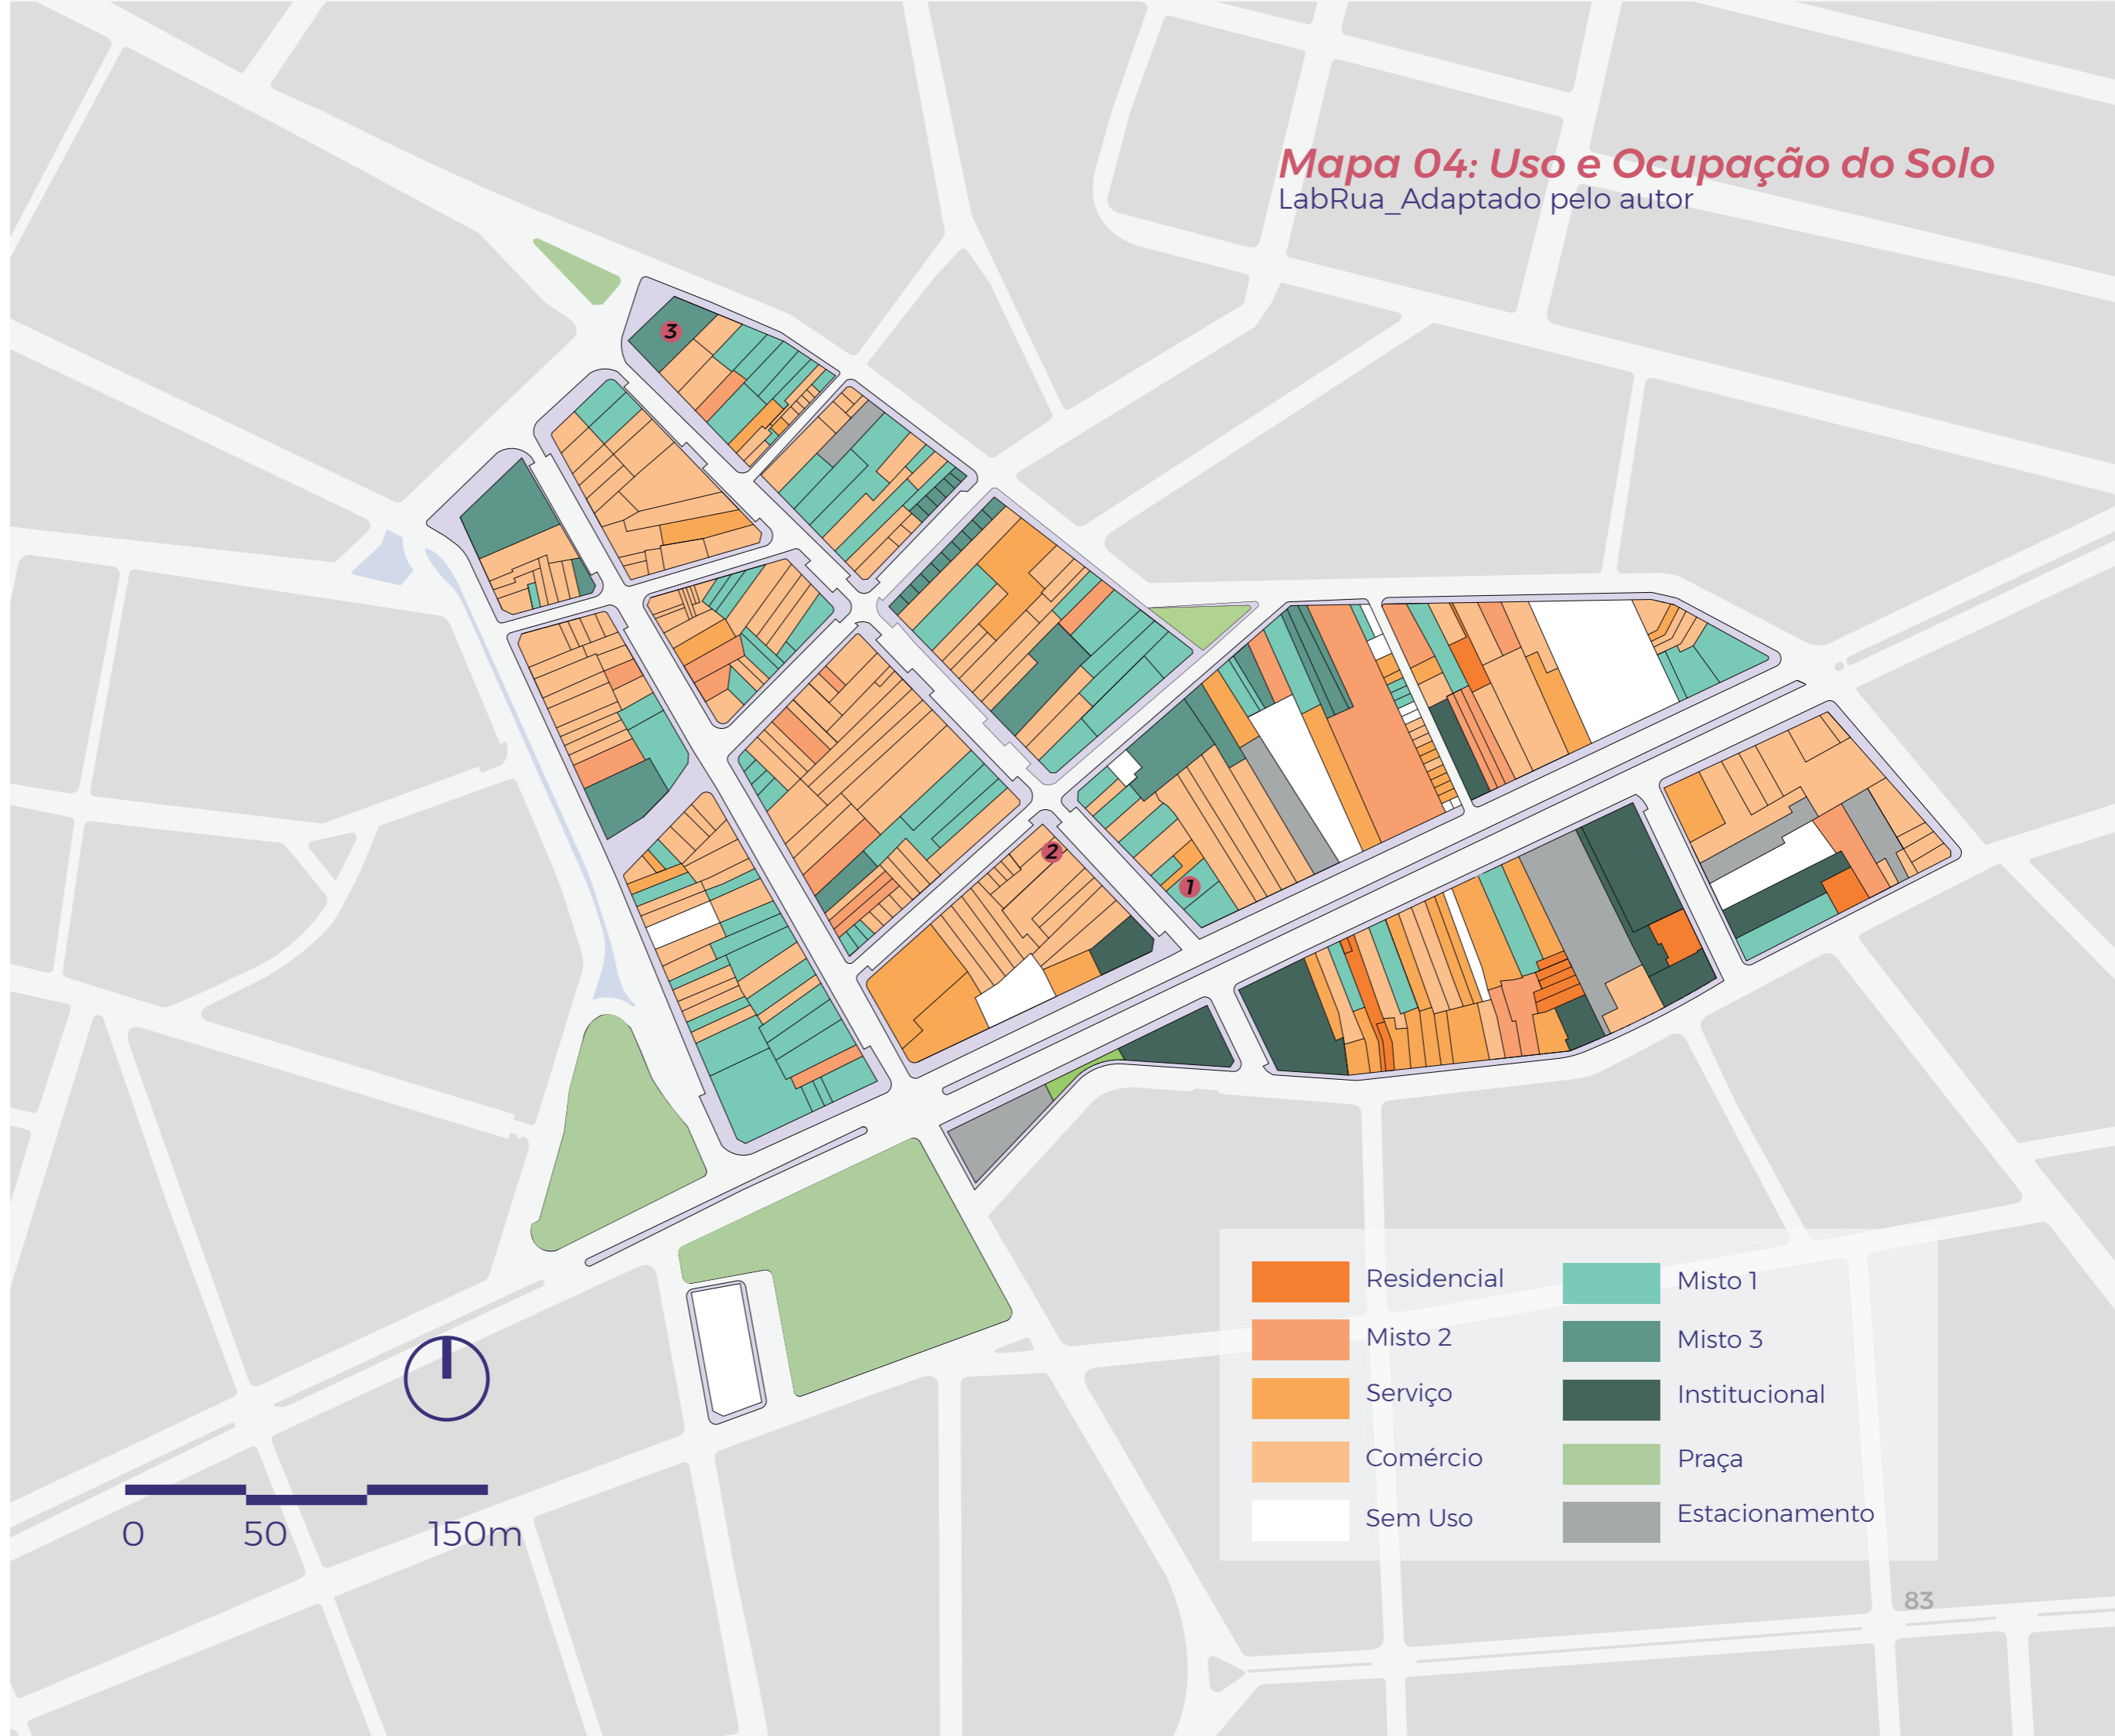 Mapa 04: Uso e Ocupação do Solo
LabRua_Adaptado pelo autor
3
2
1
Residencial
Misto 1
Misto 2
Misto 3
Serviço
Institucional
Comércio
Praça
Sem Uso
Estacionamento
0 50 150m
83